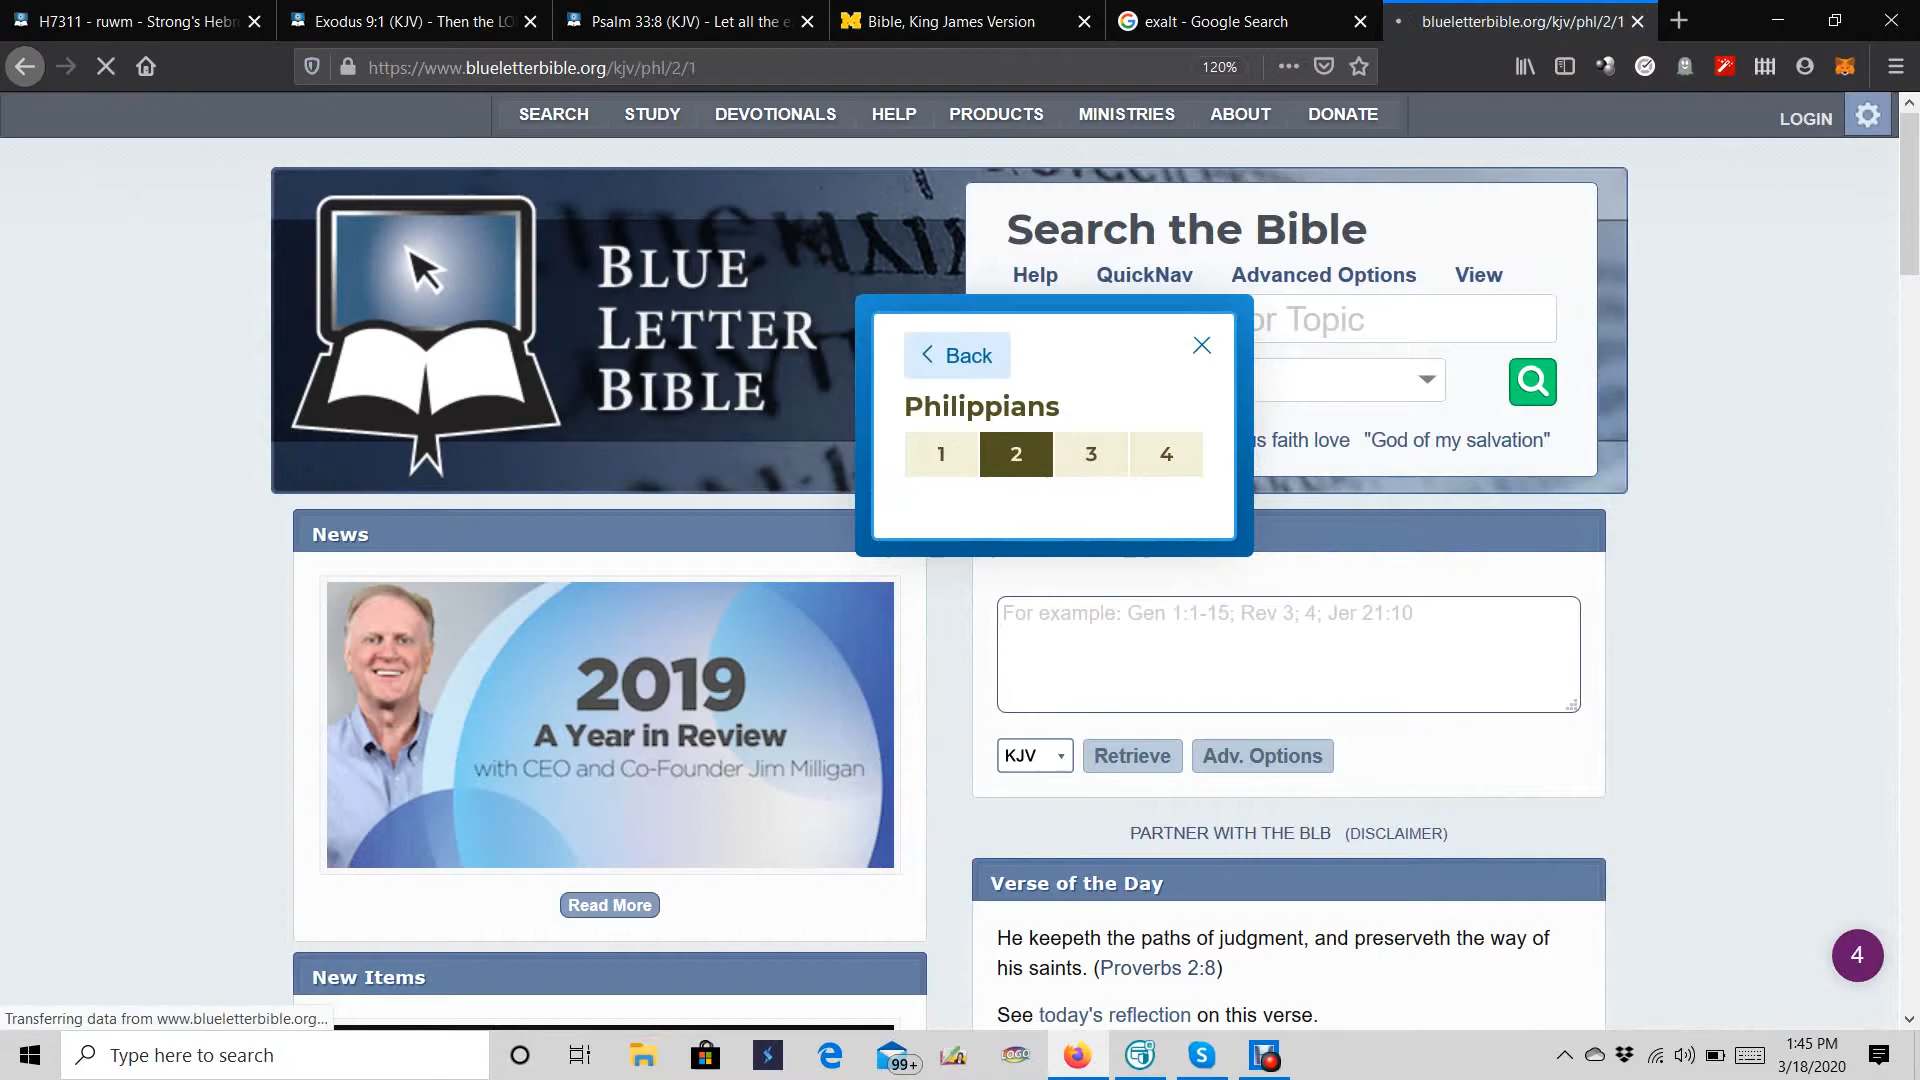 H7311 - ruwm - Strong's Hebr
Exodus 9:1 (KJV) - Then the LO
Psalm 33:8 (KJV) - Let all the e
Bible, King James Version
exalt - Google Search
blueletterbible.org/kjv/phl/2/1
https://www.blueletterbible.org/kjv/phl/2/1
120%
SEARCH STUDY DEVOTIONALS HELP PRODUCTS MINISTRIES ABOUT DONATE
LOGIN
BLUE
LETTER
BIBLE
Search the Bible
Help QuickNav Advanced Options View
or Topic
Back
Philippians
1 2 3 4
faith love "God of my salvation"
News
2019
A Year in Review
with CEO and Co-Founder Jim Milligan
Read More
New Items
For example: Gen 1:1-15; Rev 3; 4; Jer 21:10
KJV Retrieve Adv. Options
PARTNER WITH THE BLB (DISCLAIMER)
Verse of the Day
He keepeth the paths of judgment, and preserveth the way of
his saints. (Proverbs 2:8)
See today's reflection on this verse.
4
Transferring data from www.blueletterbible.org...
Type here to search
99+
LOGO
1:45 PM
3/18/2020